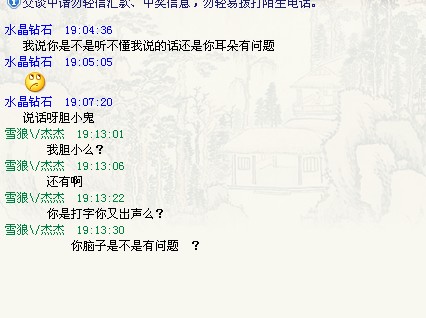 交谈中请勿轻信汇款、中奖信息，勿轻易拨打陌生电话。
水晶钻石 19:04:36
我说你是不是听不懂我说的话还是你耳朵有问题
水晶钻石 19:05:05
水晶钻石 19:07:20
说话呀胆小鬼
雪狼\/杰杰 19:13:01
我胆小么？
雪狼\/杰杰 19:13:06
还有啊
雪狼\/杰杰 19:13:22
你是打字你又出声么？
雪狼\/杰杰 19:13:30
你脑子是不是有问题 ？